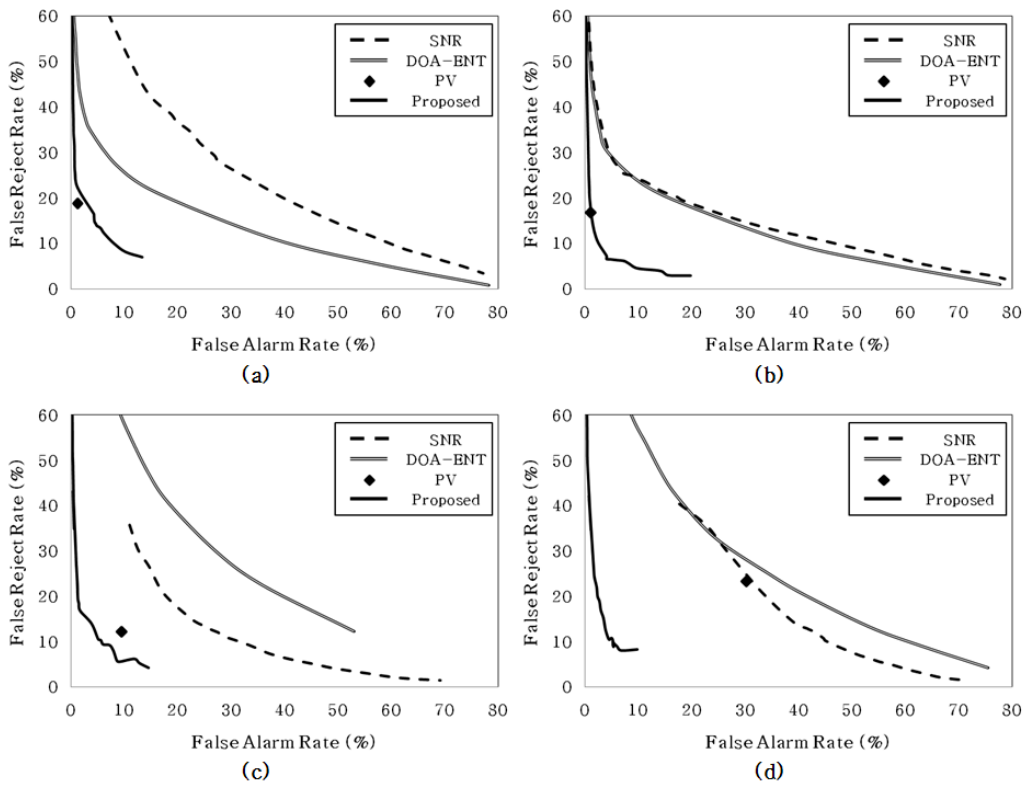 60
50
40
30
20
10
0
False Reject Rate (%)
SNR
DOA-ENT
PV
Proposed
0 10 20 30 40 50 60 70 80
False Alarm Rate (%)
(a)
60
50
40
30
20
10
0
False Reject Rate (%)
SNR
DOA-ENT
PV
Proposed
0 10 20 30 40 50 60 70 80
False Alarm Rate (%)
(b)
60
50
40
30
20
10
0
False Reject Rate (%)
SNR
DOA-ENT
PV
Proposed
0 10 20 30 40 50 60 70 80
False Alarm Rate (%)
(c)
60
50
40
30
20
10
0
False Reject Rate (%)
SNR
DOA-ENT
PV
Proposed
0 10 20 30 40 50 60 70 80
False Alarm Rate (%)
(d)